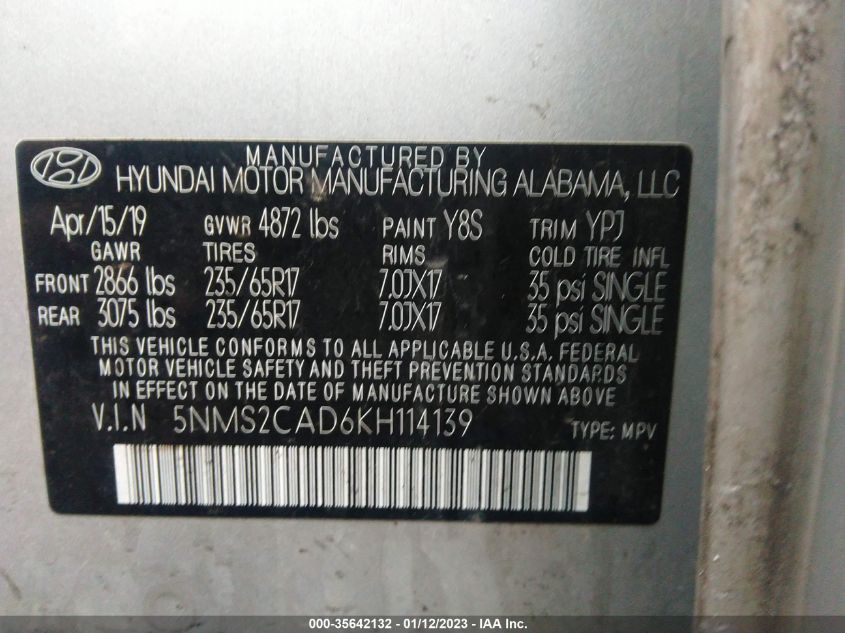 MANUFACTURED BY
HYUNDAI MOTOR MANUFACTURING ALABAMA, LLC
Apr/15/19 GVWR 4872 lbs PAINT Y8S TRIM YPJ
GAWR TIRES RIMS COLD TIRE INFL
FRONT 2866 lbs 235/65R17 7.0JX17 35 psi SINGLE
REAR 3075 lbs 235/65R17 7.0JX17 35 psi SINGLE
THIS VEHICLE CONFORMS TO ALL APPLICABLE U.S.A. FEDERAL
MOTOR VEHICLE SAFETY AND THEFT PREVENTION STANDARDS
IN EFFECT ON THE DATE OF MANUFACTURE SHOWN ABOVE.
V.I.N 5NMS2CAD6KH114139 TYPE: MPV
000-35642132 - 01/12/2023 - IAA Inc.